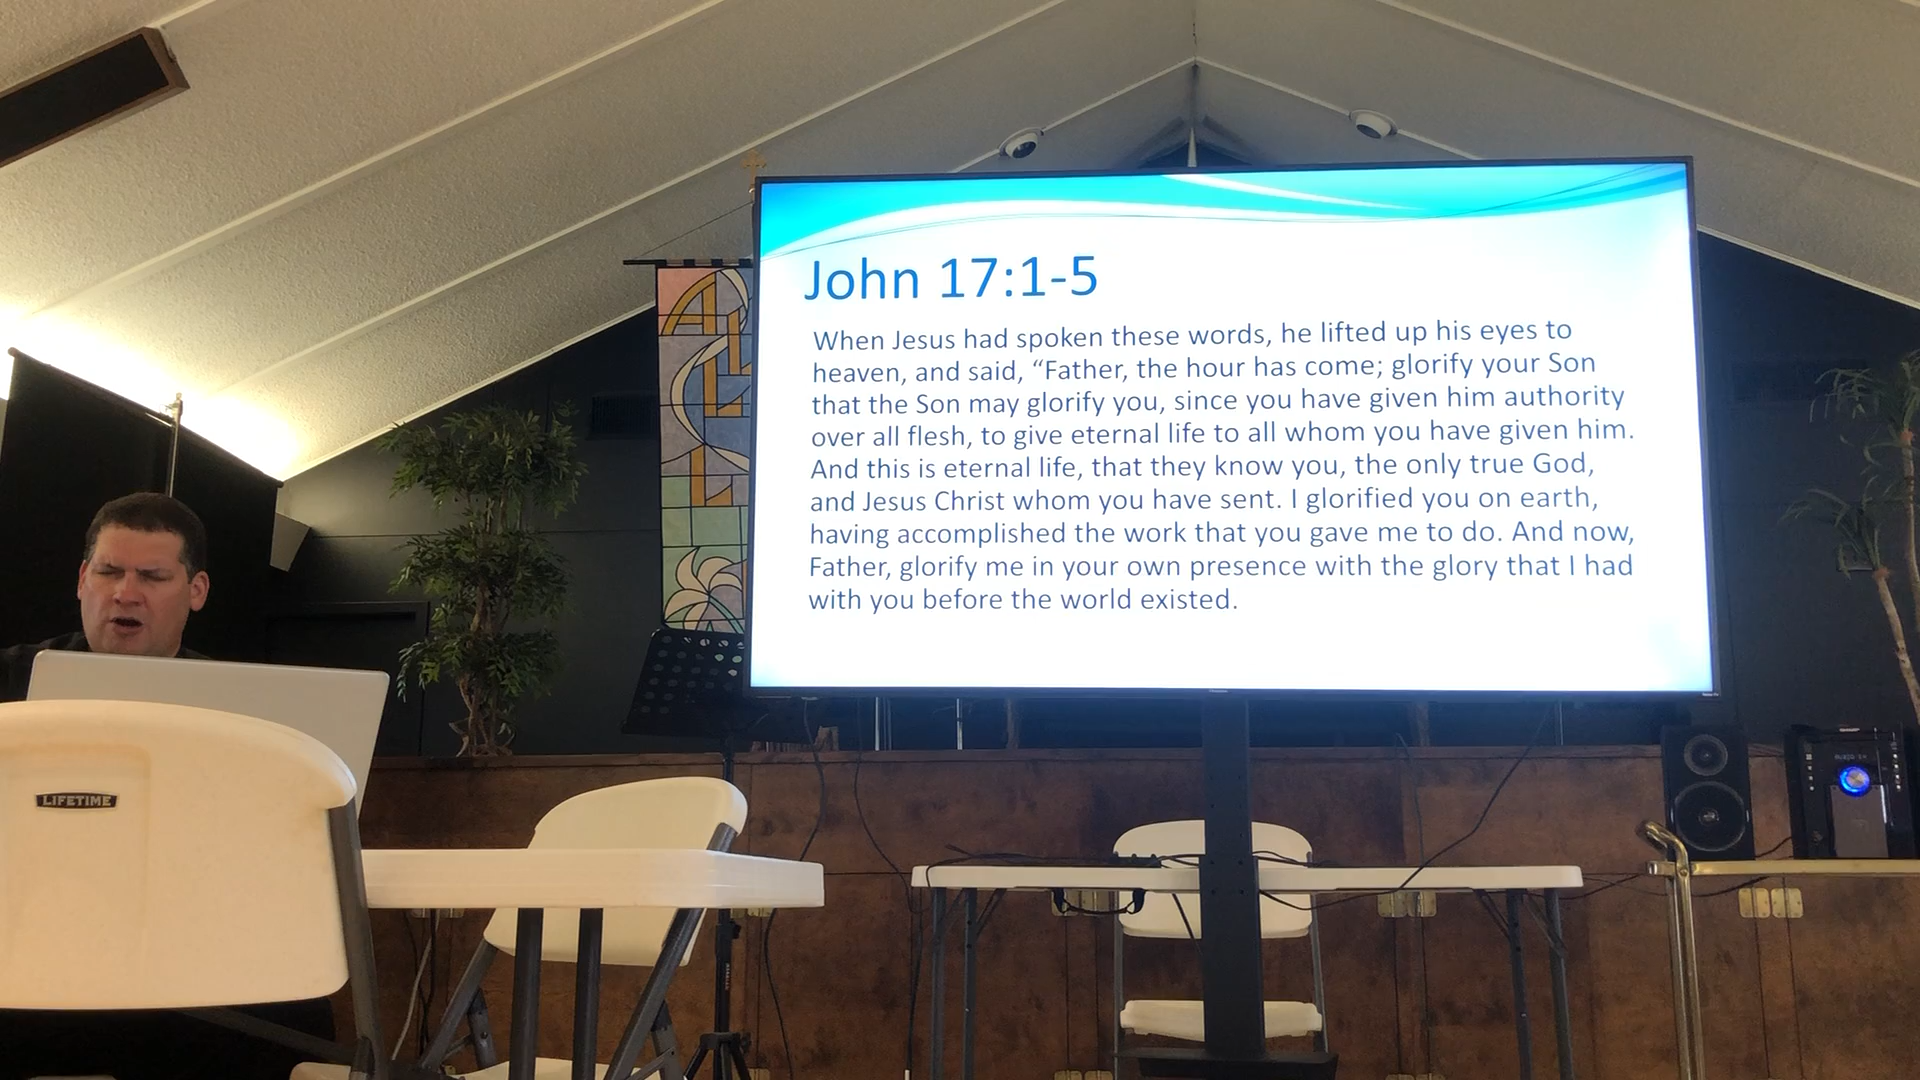 John 17:1-5
When Jesus had spoken these words, he lifted up his eyes to
heaven, and said, “Father, the hour has come; glorify your Son
that the Son may glorify you, since you have given him authority
over all flesh, to give eternal life to all whom you have given him.
And this is eternal life, that they know you, the only true God,
and Jesus Christ whom you have sent. I glorified you on earth,
having accomplished the work that you gave me to do. And now,
Father, glorify me in your own presence with the glory that I had
with you before the world existed.
LIFETIME